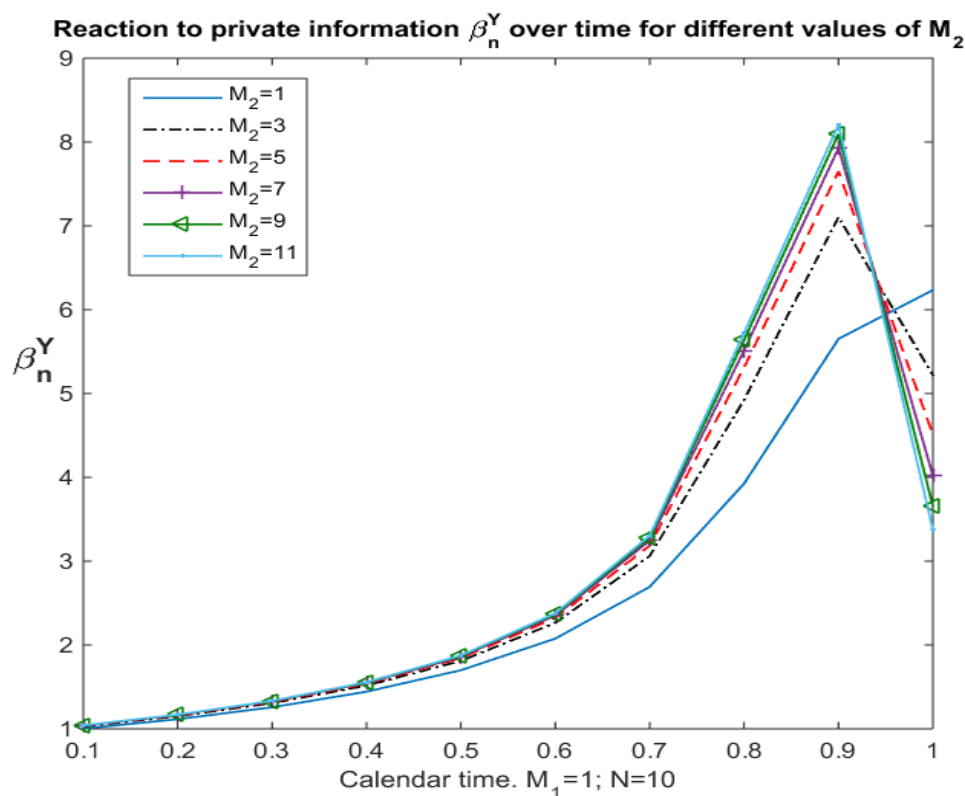 Reaction to private information β_n^Y over time for different values of M_2
9
8
7
6
5
4
3
2
1
β_n^Y
M_2=1
M_2=3
M_2=5
M_2=7
M_2=9
M_2=11
0.1 0.2 0.3 0.4 0.5 0.6 0.7 0.8 0.9 1
Calendar time. M_1=1; N=10